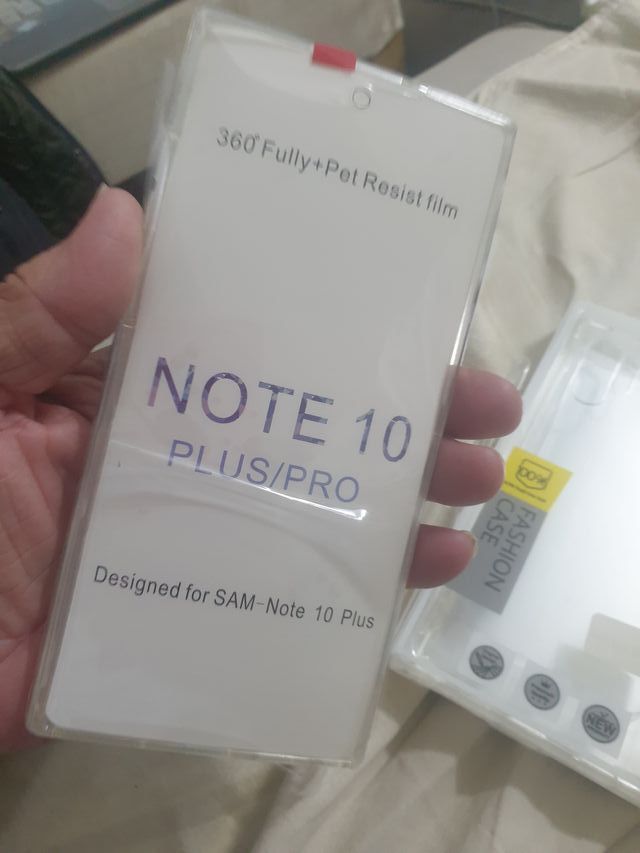 360° Fully+Pet Resist film
NOTE 10
PLUS/PRO
Designed for SAM-Note 10 Plus
FASHION
CASE
NEW